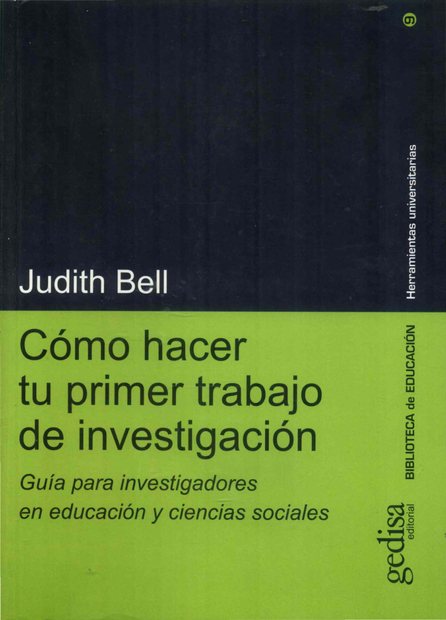 Judith Bell
Cómo hacer
tu primer trabajo
de investigación
Guía para investigadores
en educación y ciencias sociales
BIBLIOTECA de EDUCACIÓN
Herramientas universitarias
9
gedisa
editorial